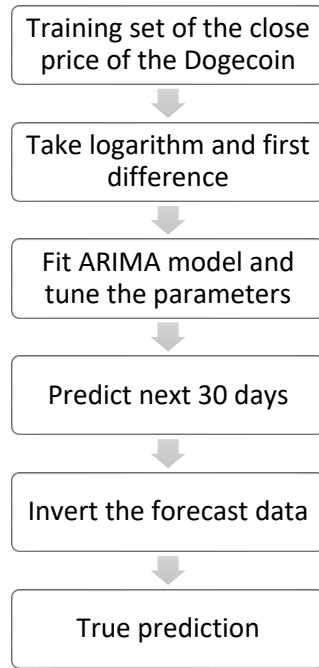 Training set of the close
price of the Dogecoin
Take logarithm and first
difference
Fit ARIMA model and
tune the parameters
Predict next 30 days
Invert the forecast data
True prediction